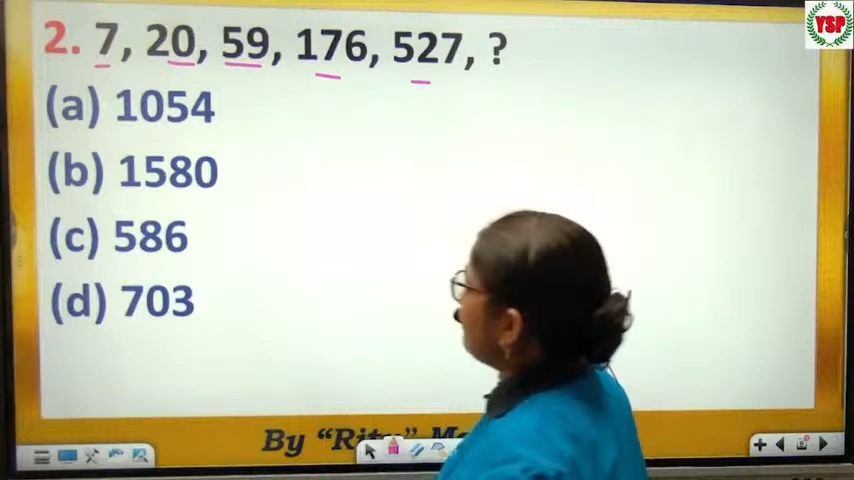 YSP
2. 7, 20, 59, 176, 527, ?
(a) 1054
(b) 1580
(c) 586
(d) 703
By